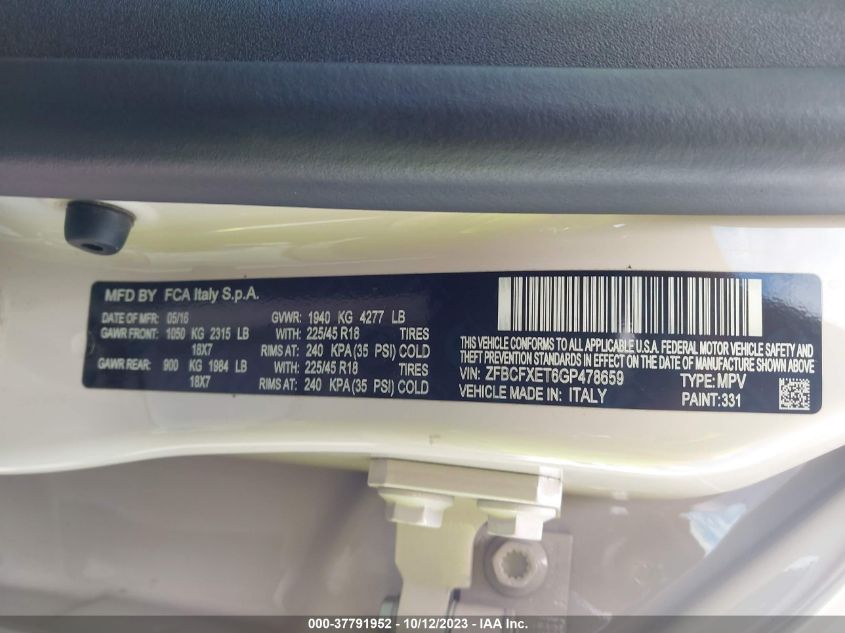 MFD BY FCA Italy S.p.A.
DATE OF MFR: 05/16 GVWR: 1940 KG 4277 LB
GAWR FRONT: 1050 KG 2315 LB WITH: 225/45 R18 TIRES
18X7 RIMS AT: 240 KPA (35 PSI) COLD
GAWR REAR: 900 KG 1984 LB WITH: 225/45 R18 TIRES
18X7 RIMS AT: 240 KPA (35 PSI) COLD
THIS VEHICLE CONFORMS TO ALL APPLICABLE U.S.A. FEDERAL MOTOR VEHICLE SAFETY AND
THEFT PREVENTION STANDARDS IN EFFECT ON THE DATE OF MANUFACTURE SHOWN ABOVE.
VIN: ZFBCFXET6GP478659 TYPE: MPV
VEHICLE MADE IN: ITALY PAINT: 331
000-37791952 - 10/12/2023 - https://www.iaai.com/